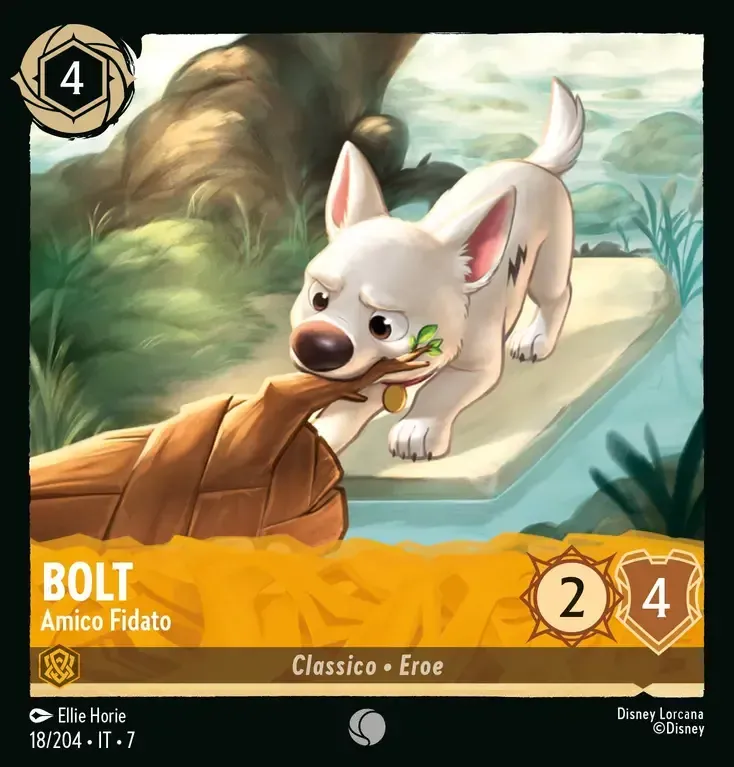 4
BOLT
Amico Fidato
2
4
Classico • Eroe
Ellie Horie
18/204 • IT • 7
Disney Lorcana
©Disney